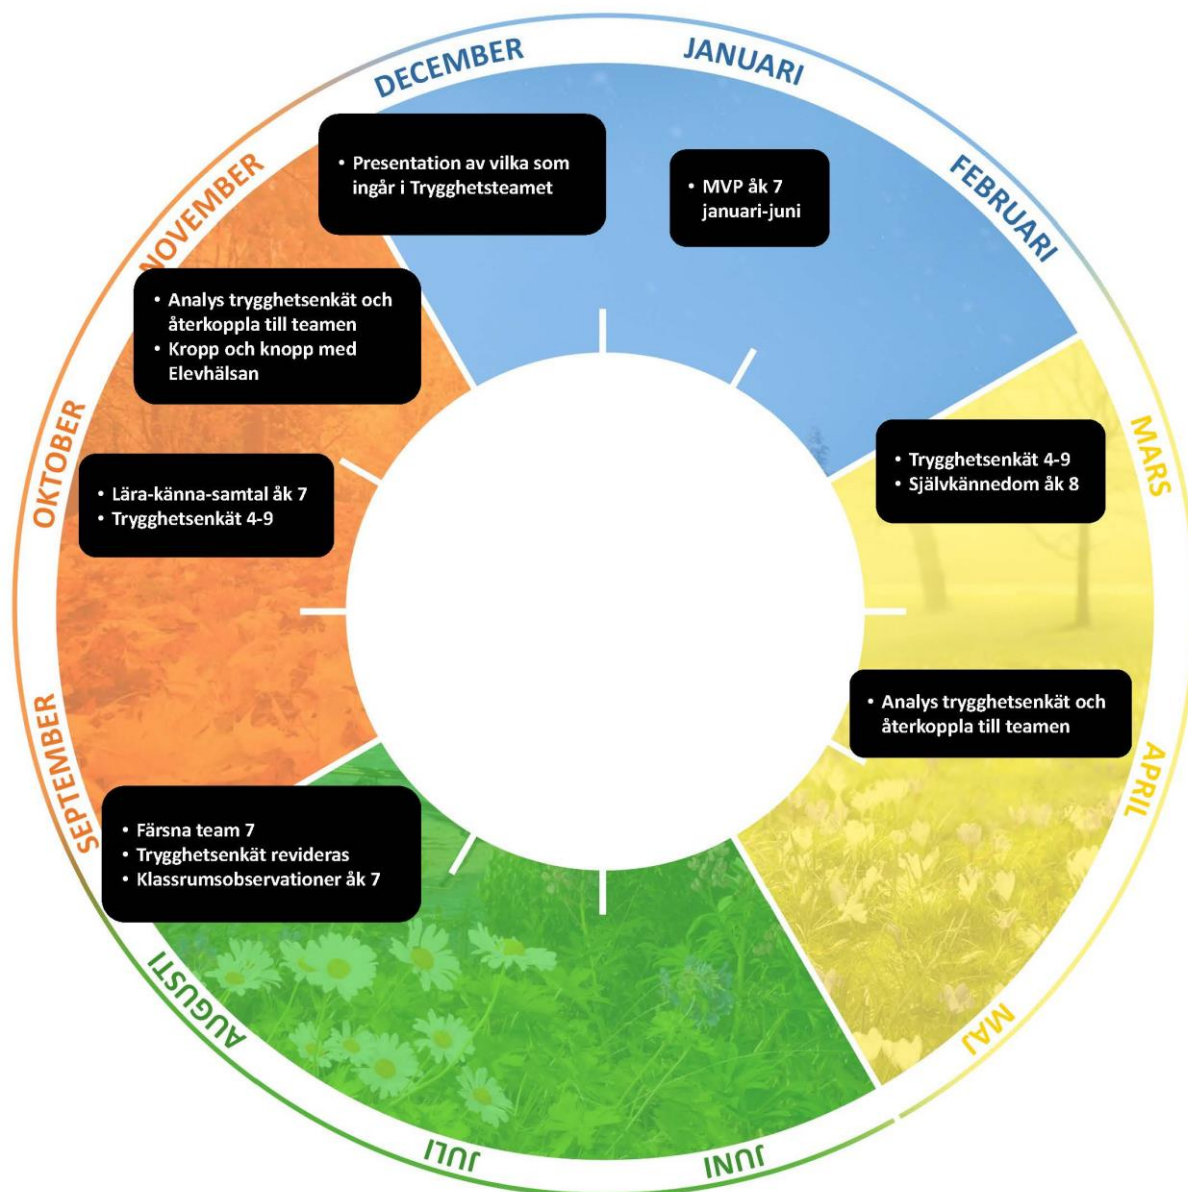 DECEMBER
JANUARI
FEBRUARI
MARS
APRIL
MAJ
JUNI
JULI
AUGUSTI
SEPTEMBER
OKTOBER
NOVEMBER
• Presentation av vilka som
ingår i Trygghetsteamet
• MVP åk 7
januari-juni
• Trygghetsenkät 4-9
• Självkännedom åk 8
• Analys trygghetsenkät och
återkoppla till teamen
• Färsna team 7
• Trygghetsenkät revideras
• Klassrumsobservationer åk 7
• Lära-känna-samtal åk 7
• Trygghetsenkät 4-9
• Analys trygghetsenkät och
återkoppla till teamen
• Kropp och knopp med
Elevhälsan